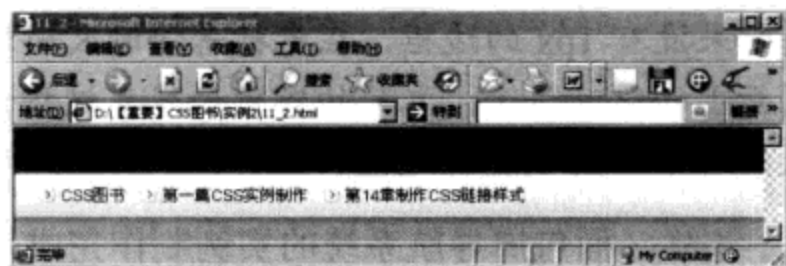 11_2 - Microsoft Internet Explorer
文件(F) 编辑(E) 查看(V) 收藏(A) 工具(T) 帮助(H)
后退 搜索 收藏夹
地址(D) D:\【重要】CSS图书\实例2\11_2.html 转到 链接 »
CSS图书 第一篇CSS实例制作 第14章制作CSS链接样式
完毕 My Computer